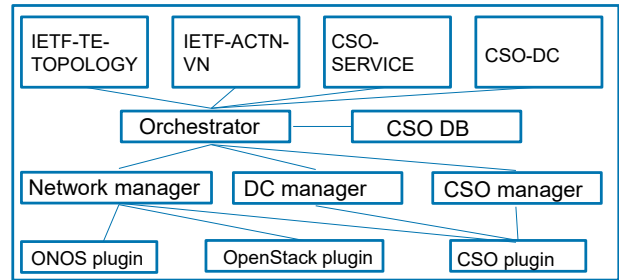 IETF-TE-
TOPOLOGY
IETF-ACTN-
VN
CSO-
SERVICE
CSO-DC
Orchestrator
CSO DB
Network manager
DC manager
CSO manager
ONOS plugin
OpenStack plugin
CSO plugin